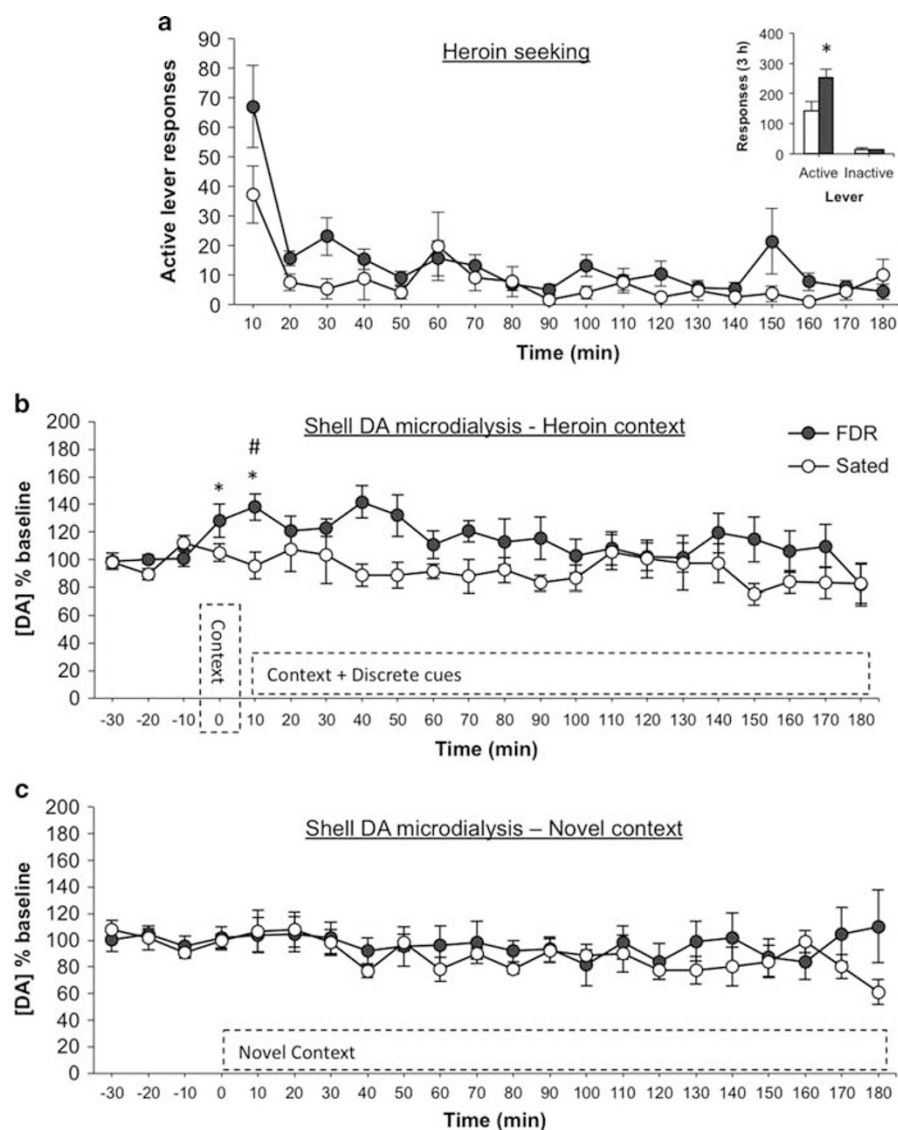 a
Heroin seeking
Active lever responses
90
80
70
60
50
40
30
20
10
0
10 20 30 40 50 60 70 80 90 100 110 120 130 140 150 160 170 180
Time (min)
Responses (3 h)
400
300
200
100
0
*
Active Inactive
Lever
b
Shell DA microdialysis - Heroin context
[DA] % baseline
200
180
160
140
120
100
80
60
40
20
0
#
* *
FDR
Sated
Context
Context + Discrete cues
-30 -20 -10 0 10 20 30 40 50 60 70 80 90 100 110 120 130 140 150 160 170 180
Time (min)
c
Shell DA microdialysis – Novel context
[DA] % baseline
200
180
160
140
120
100
80
60
40
20
0
Novel Context
-30 -20 -10 0 10 20 30 40 50 60 70 80 90 100 110 120 130 140 150 160 170 180
Time (min)